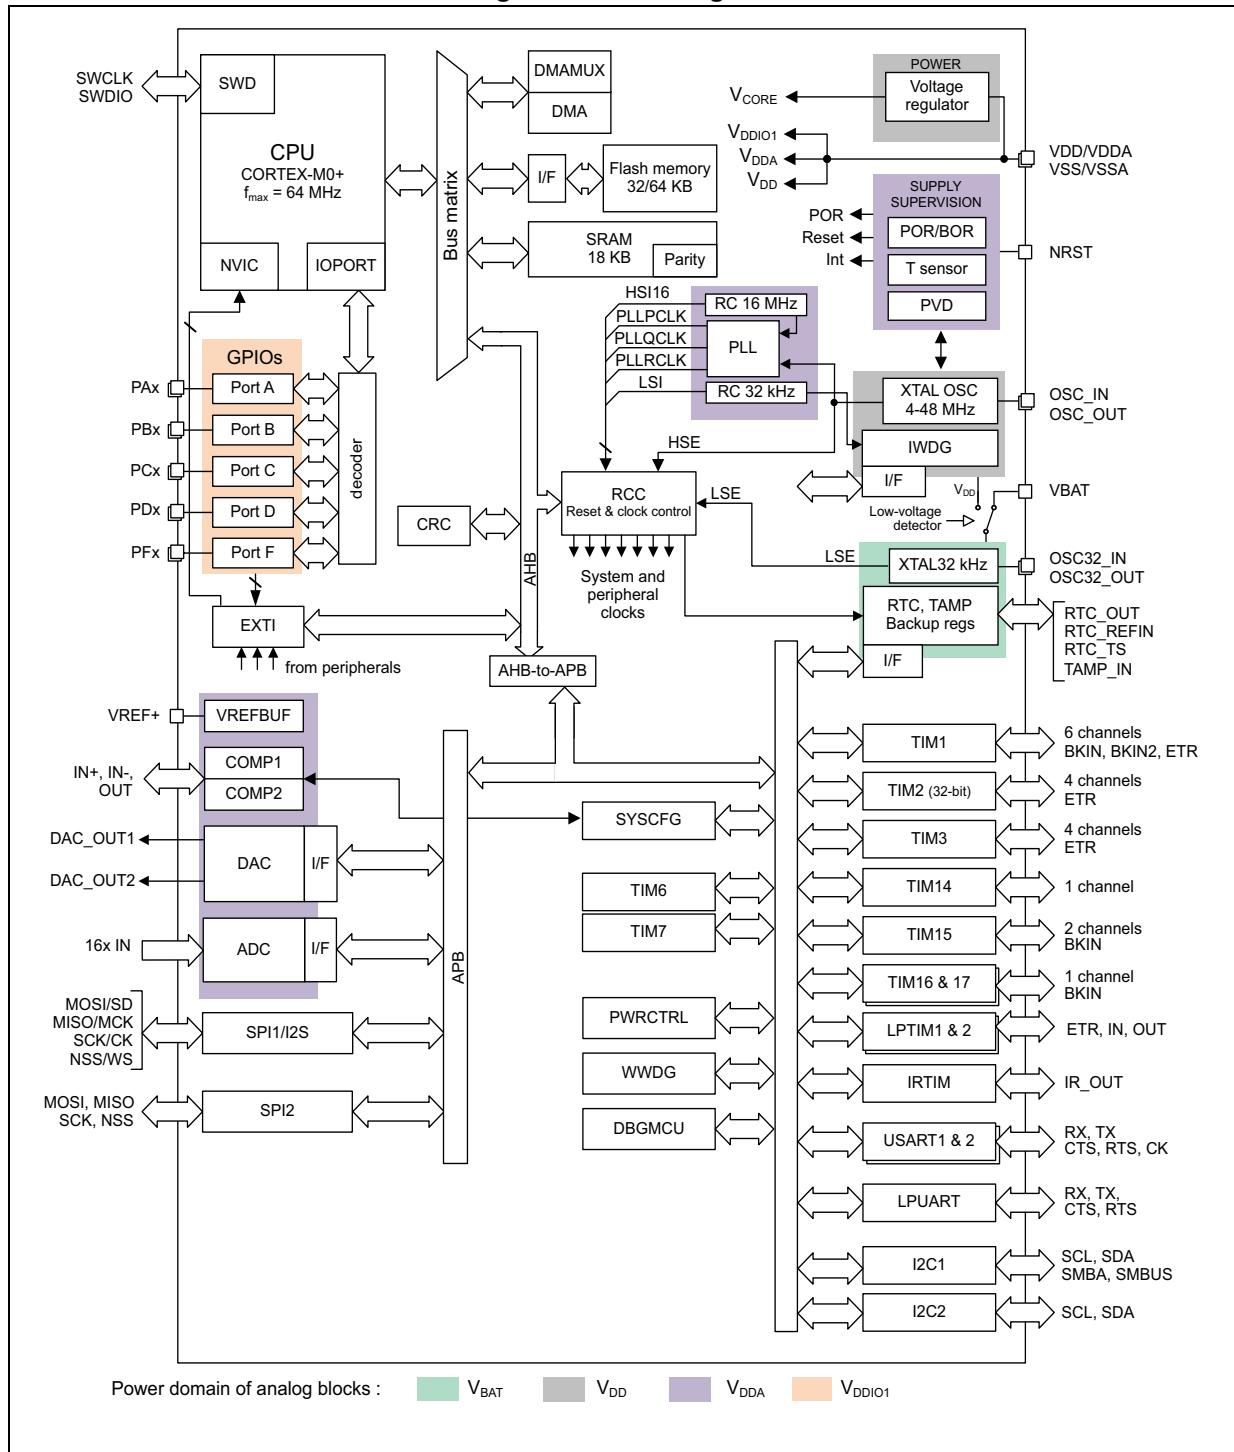 SWCLK
SWDIO
SWD
CPU
CORTEX-M0+
fmax = 64 MHz
NVIC
IOPORT
Bus matrix
DMAMUX
DMA
I/F
Flash memory
32/64 KB
SRAM
18 KB
Parity
POWER
Voltage
regulator
VCORE
VDDIO1
VDDA
VDD
VDD/VDDA
VSS/VSSA
SUPPLY
SUPERVISION
POR
Reset
Int
POR/BOR
T sensor
PVD
NRST
HSI16
PLLPCLK
PLLQCLK
PLLRCLK
LSI
RC 16 MHz
PLL
RC 32 kHz
XTAL OSC
4-48 MHz
OSC_IN
OSC_OUT
IWDG
I/F
HSE
VDD
VBAT
Low-voltage
detector
GPIOs
PAx
Port A
PBx
Port B
PCx
Port C
PDx
Port D
PFx
Port F
decoder
CRC
AHB
RCC
Reset & clock control
LSE
System and
peripheral
clocks
LSE
XTAL32 kHz
OSC32_IN
OSC32_OUT
RTC, TAMP
Backup regs
I/F
RTC_OUT
RTC_REFIN
RTC_TS
TAMP_IN
EXTI
from peripherals
AHB-to-APB
VREF+
VREFBUF
IN+, IN-,
OUT
COMP1
COMP2
DAC_OUT1
DAC_OUT2
DAC
I/F
16x IN
ADC
I/F
APB
MOSI/SD
MISO/MCK
SCK/CK
NSS/WS
SPI1/I2S
MOSI, MISO
SCK, NSS
SPI2
SYSCFG
TIM6
TIM7
PWRCTRL
WWDG
DBGMCU
TIM1
6 channels
BKIN, BKIN2, ETR
TIM2 (32-bit)
4 channels
ETR
TIM3
4 channels
ETR
TIM14
1 channel
TIM15
2 channels
BKIN
TIM16 & 17
1 channel
BKIN
LPTIM1 & 2
ETR, IN, OUT
IRTIM
IR_OUT
USART1 & 2
RX, TX
CTS, RTS, CK
LPUART
RX, TX,
CTS, RTS
I2C1
SCL, SDA
SMBA, SMBUS
I2C2
SCL, SDA
Power domain of analog blocks :
VBAT
VDD
VDDA
VDDIO1